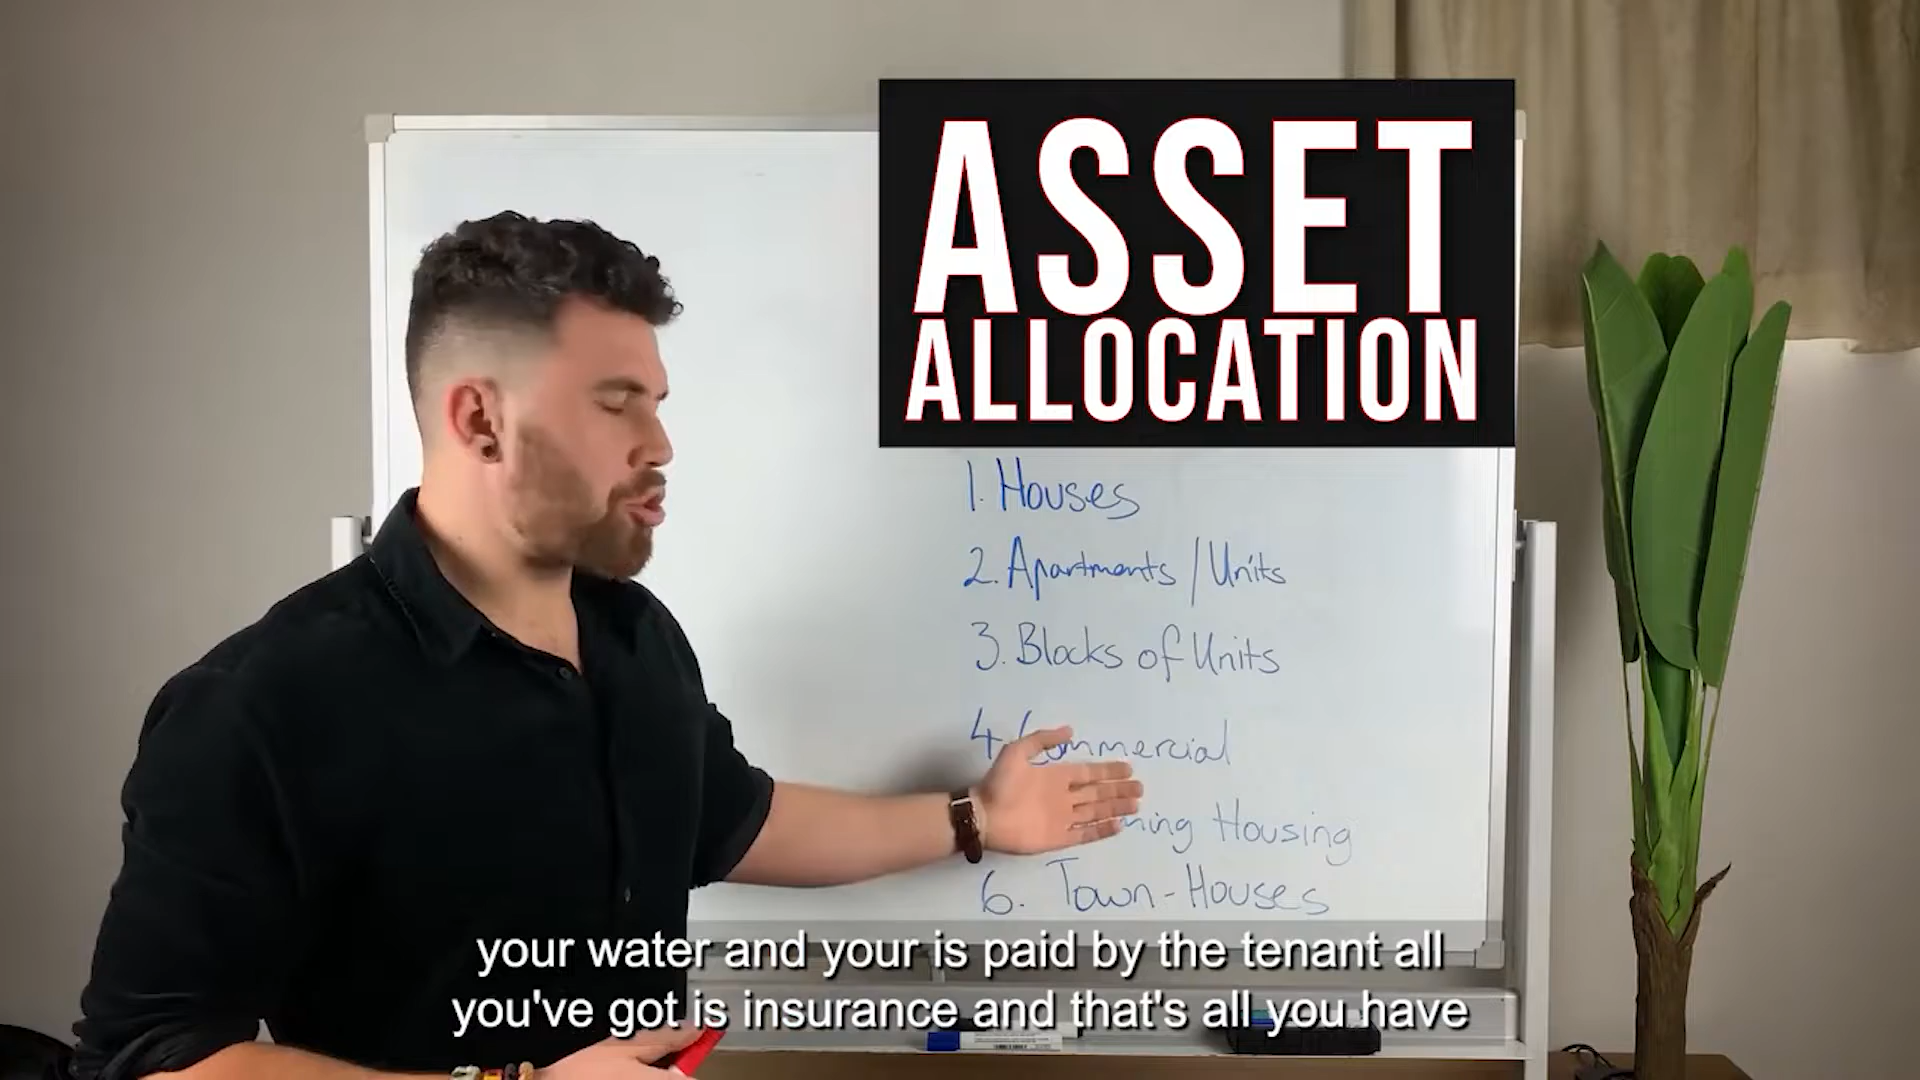 ASSET
ALLOCATION
1. Houses
2. Apartments / Units
3. Blocks of Units
4. Commercial
Housing
6. Town-Houses
your water and your is paid by the tenant all
you've got is insurance and that's all you have